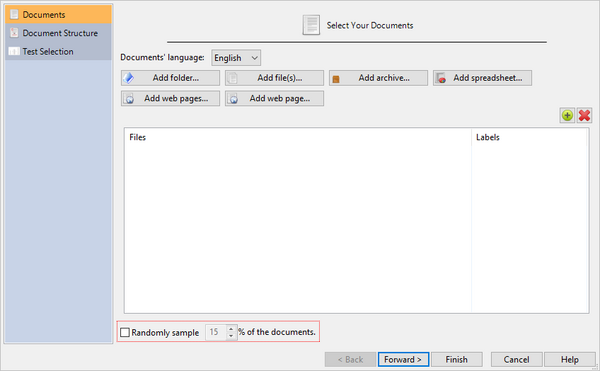 Documents
Document Structure
Test Selection
Select Your Documents
Documents' language: English
Add folder... Add file(s)... Add archive... Add spreadsheet...
Add web pages... Add web page...
Files Labels
Randomly sample 15 % of the documents.
< Back Forward > Finish Cancel Help